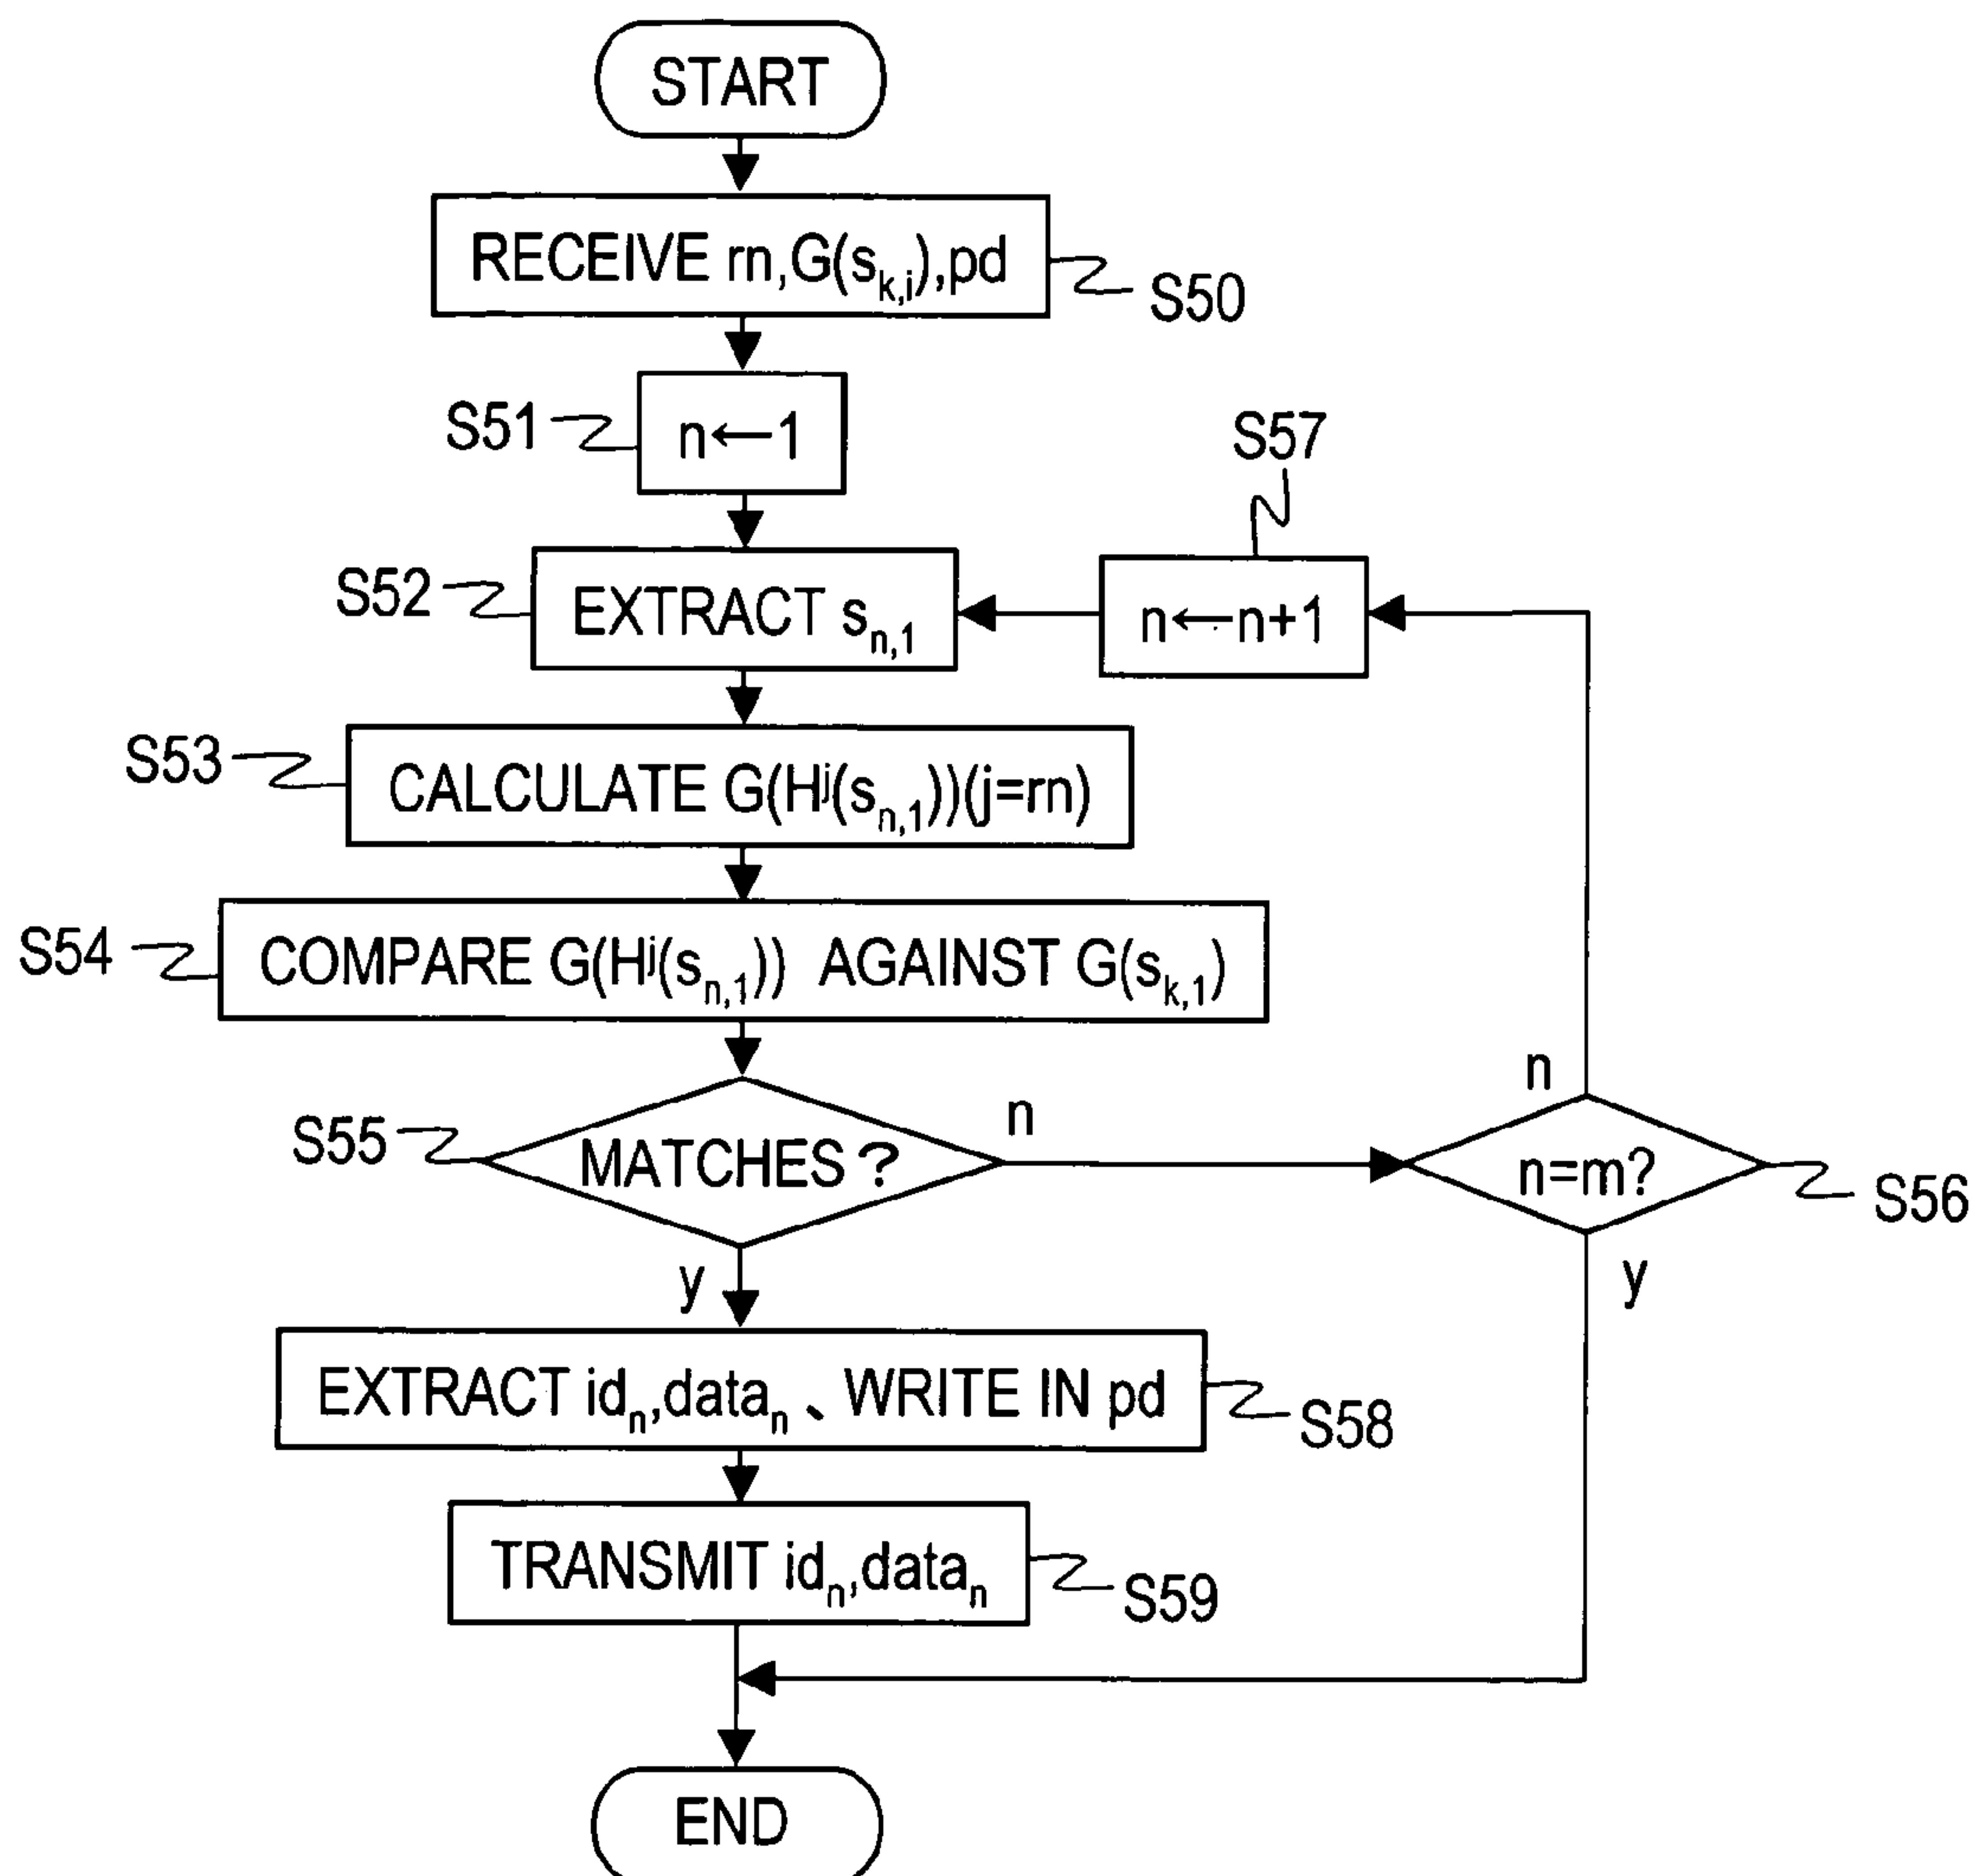 START
RECEIVE rn,G(sk,i),pd
S50
S51
n←1
S57
S52
EXTRACT sn,1
n←n+1
S53
CALCULATE G(Hj(sn,1))(j=rn)
S54
COMPARE G(Hj(sn,1)) AGAINST G(sk,1)
S55
MATCHES?
n
n
n=m?
S56
y
y
EXTRACT idn,datan、WRITE IN pd
S58
TRANSMIT idn,datan
S59
END